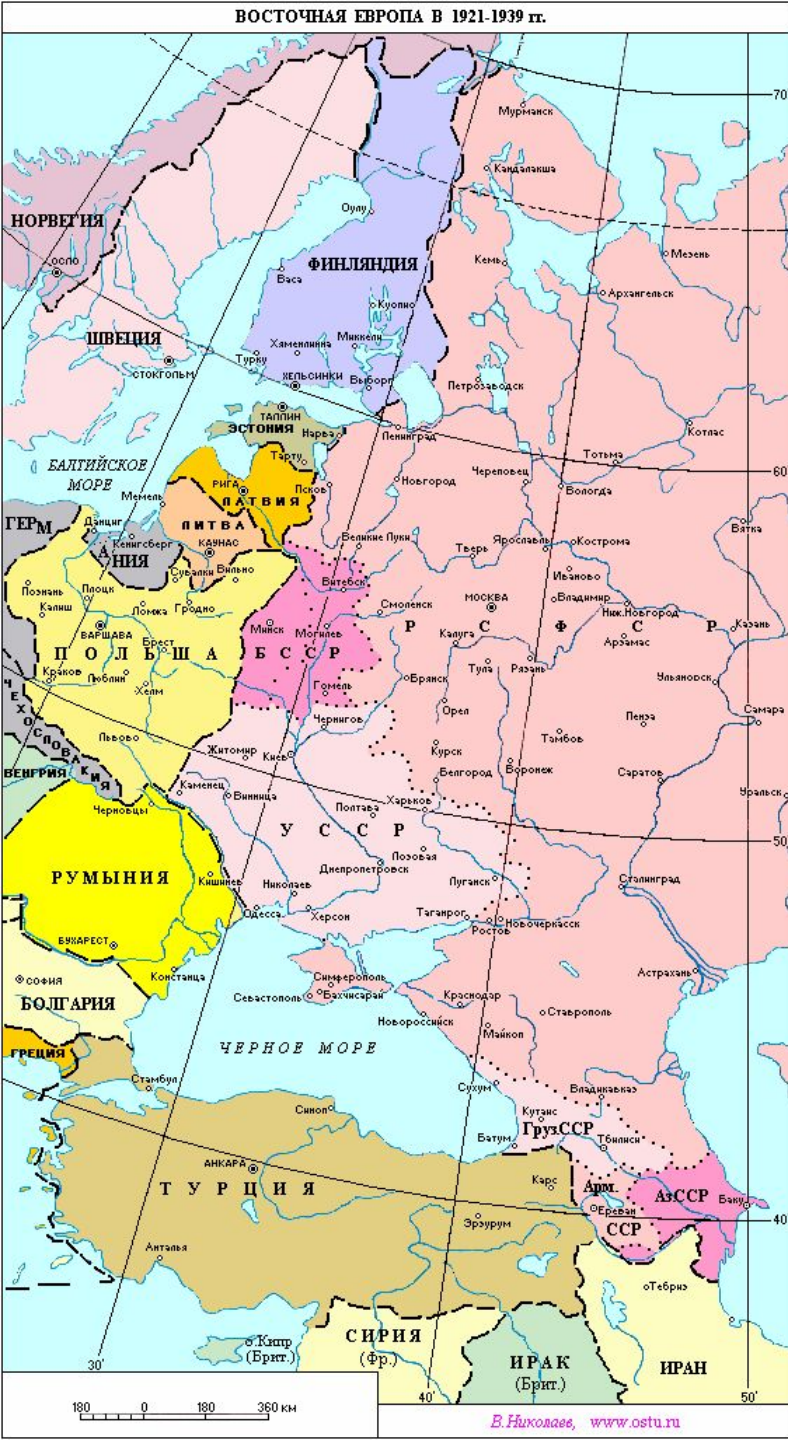 ВОСТОЧНАЯ ЕВРОПА В 1921-1939 гг.
70
Мурманск
Кандалакша
Оулу
НОРВЕГИЯ
ОСЛО
Мезень
ФИНЛЯНДИЯ
Кемь
Васа
Архангельск
Куопио
ШВЕЦИЯ
Хяменлинна
Миккели
Турку
СТОКГОЛЬМ
ХЕЛЬСИНКИ
Выборг
Петрозаводск
ТАЛЛИН
ЭСТОНИЯ
Нарва
Ленинград
Котлас
Тарту
Тотьма
60
БАЛТИЙСКОЕ
МОРЕ
Череповец
РИГА
Псков
Новгород
Вологда
Мемель
ЛАТВИЯ
ГЕРМ
Данциг
ЛИТВА
Вятка
Кенигсберг
АНИЯ
КАУНАС
Великие Луки
Ярославль
Кострома
Тверь
Сувалки
Вильно
Иваново
Познань
Плоцк
Витебск
Калиш
Ломжа
Гродно
Смоленск
МОСКВА
Владимир
Ниж.Новгород
ВАРШАВА
Минск
Могилев
РСФСР
Казань
Брест
Калуга
Арзамас
ПОЛЬША
БССР
Тула
Рязань
Краков
Люблин
Хелм
Гомель
Брянск
Ульяновск
ЧЕХОСЛОВАКИЯ
Орел
Самара
Чернигов
Пенза
Тамбов
Львово
Житомир
Киев
Курск
ВЕНГРИЯ
Белгород
Воронеж
Саратов
Каменец
Винница
Уральск
Черновцы
Полтава
Харьков
УССР
50
Лозовая
РУМЫНИЯ
Днепропетровск
Кишинев
Николаев
Луганск
Сталинград
Одесса
Херсон
Таганрог
Ростов
Новочеркасск
БУХАРЕСТ
Констанца
Астрахань
СОФИЯ
Симферополь
Бахчисарай
Севастополь
БОЛГАРИЯ
Краснодар
Ставрополь
Новороссийск
Майкоп
ЧЕРНОЕ МОРЕ
ГРЕЦИЯ
Стамбул
Сухум
Владикавказ
Синоп
Кутаис
ГрузССР
Батум
Тбилиси
АНКАРА
Карс
Арм.
АзССР
Баку
ТУРЦИЯ
Ереван
Эрзурум
ССР
40
Анталья
Тебриз
Кипр
(Брит.)
СИРИЯ
(Фр.)
ИРАК
(Брит.)
ИРАН
30'
40'
50'
180 0 180 360 км
В.Николаев, www.ostu.ru